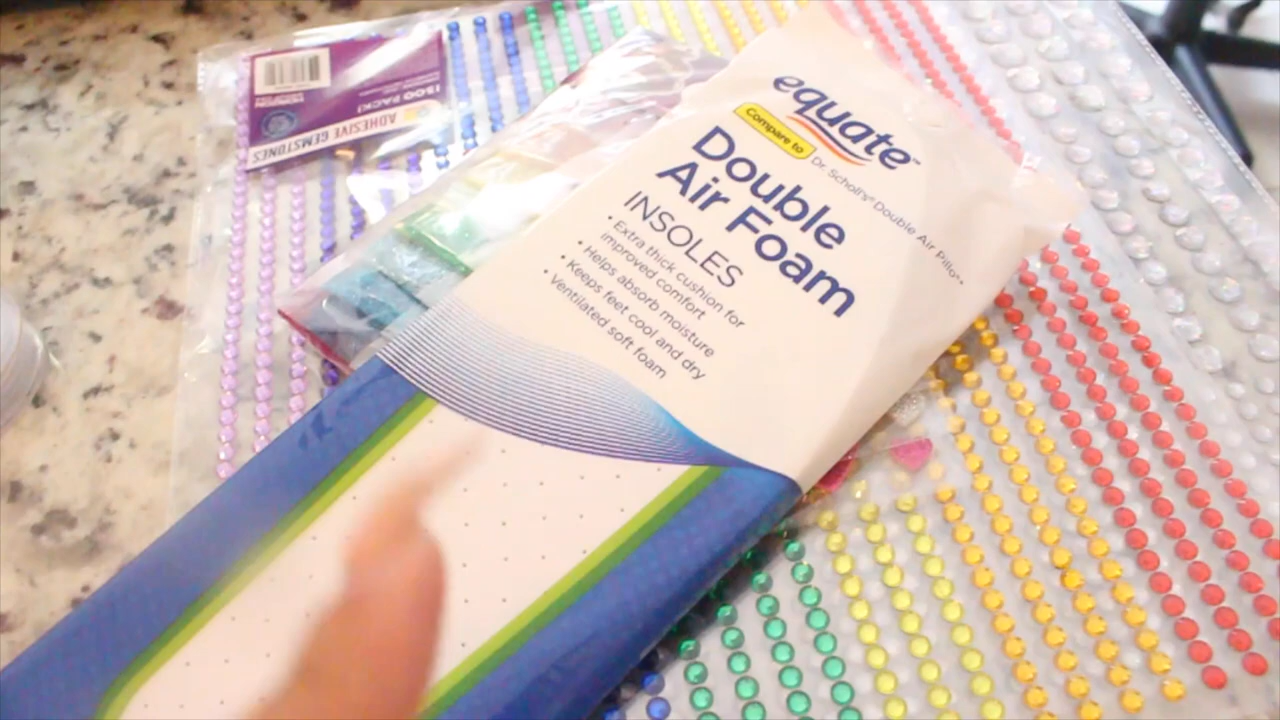 1500 PACK!
ADHESIVE GEMSTONES
equate™
Compare to
Dr. Scholl's® Double Air Pillo
Double
Air Foam
INSOLES
• Extra thick cushion for
improved comfort
• Helps absorb moisture
• Keeps feet cool and dry
• Ventilated soft foam